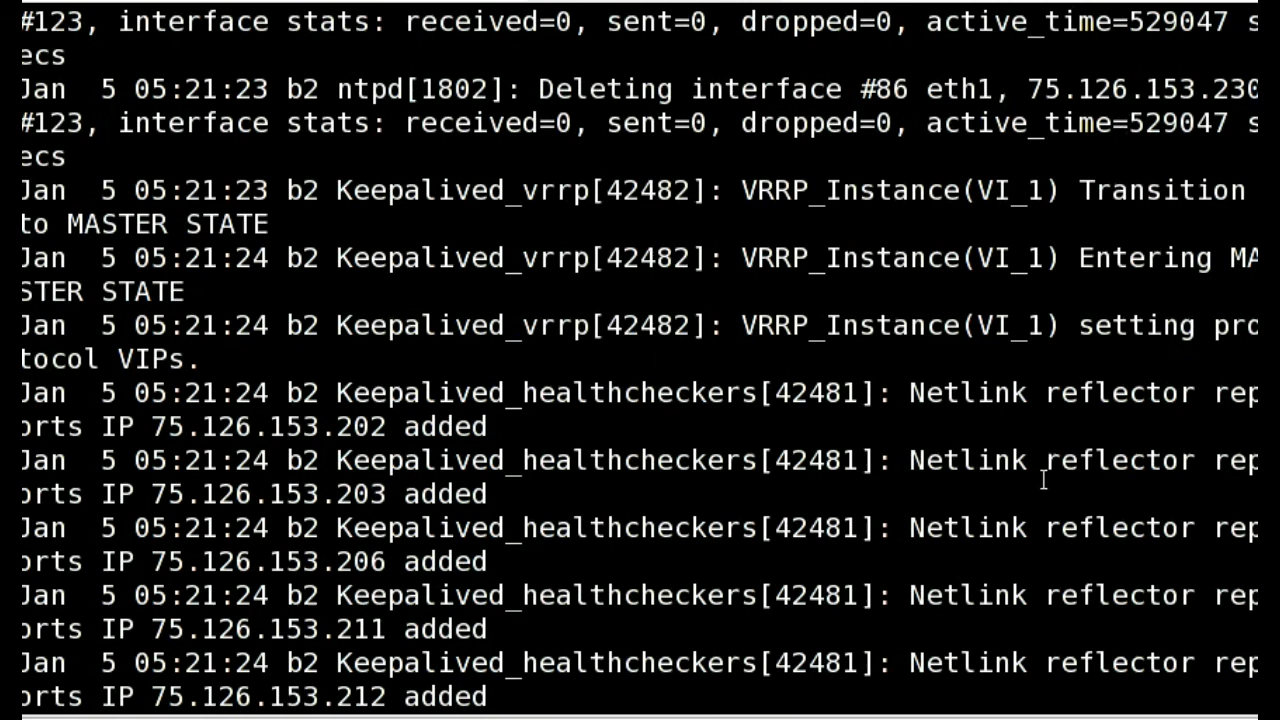 #123, interface stats: received=0, sent=0, dropped=0, active_time=529047 s
ecs
Jan  5 05:21:23 b2 ntpd[1802]: Deleting interface #86 eth1, 75.126.153.230
#123, interface stats: received=0, sent=0, dropped=0, active_time=529047 s
ecs
Jan  5 05:21:23 b2 Keepalived_vrrp[42482]: VRRP_Instance(VI_1) Transition
to MASTER STATE
Jan  5 05:21:24 b2 Keepalived_vrrp[42482]: VRRP_Instance(VI_1) Entering MA
STER STATE
Jan  5 05:21:24 b2 Keepalived_vrrp[42482]: VRRP_Instance(VI_1) setting pro
tocol VIPs.
Jan  5 05:21:24 b2 Keepalived_healthcheckers[42481]: Netlink reflector rep
orts IP 75.126.153.202 added
Jan  5 05:21:24 b2 Keepalived_healthcheckers[42481]: Netlink reflector rep
orts IP 75.126.153.203 added
Jan  5 05:21:24 b2 Keepalived_healthcheckers[42481]: Netlink reflector rep
orts IP 75.126.153.206 added
Jan  5 05:21:24 b2 Keepalived_healthcheckers[42481]: Netlink reflector rep
orts IP 75.126.153.211 added
Jan  5 05:21:24 b2 Keepalived_healthcheckers[42481]: Netlink reflector rep
orts IP 75.126.153.212 added